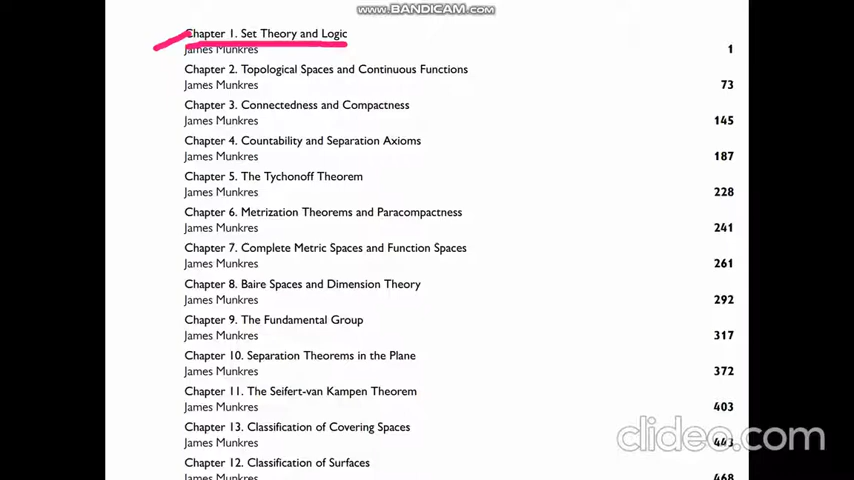 www.BANDICAM.com
Chapter 1. Set Theory and Logic
James Munkres 1
Chapter 2. Topological Spaces and Continuous Functions
James Munkres 73
Chapter 3. Connectedness and Compactness
James Munkres 145
Chapter 4. Countability and Separation Axioms
James Munkres 187
Chapter 5. The Tychonoff Theorem
James Munkres 228
Chapter 6. Metrization Theorems and Paracompactness
James Munkres 241
Chapter 7. Complete Metric Spaces and Function Spaces
James Munkres 261
Chapter 8. Baire Spaces and Dimension Theory
James Munkres 292
Chapter 9. The Fundamental Group
James Munkres 317
Chapter 10. Separation Theorems in the Plane
James Munkres 372
Chapter 11. The Seifert-van Kampen Theorem
James Munkres 403
Chapter 13. Classification of Covering Spaces
James Munkres 443
clideo.com
Chapter 12. Classification of Surfaces
James Munkres 468